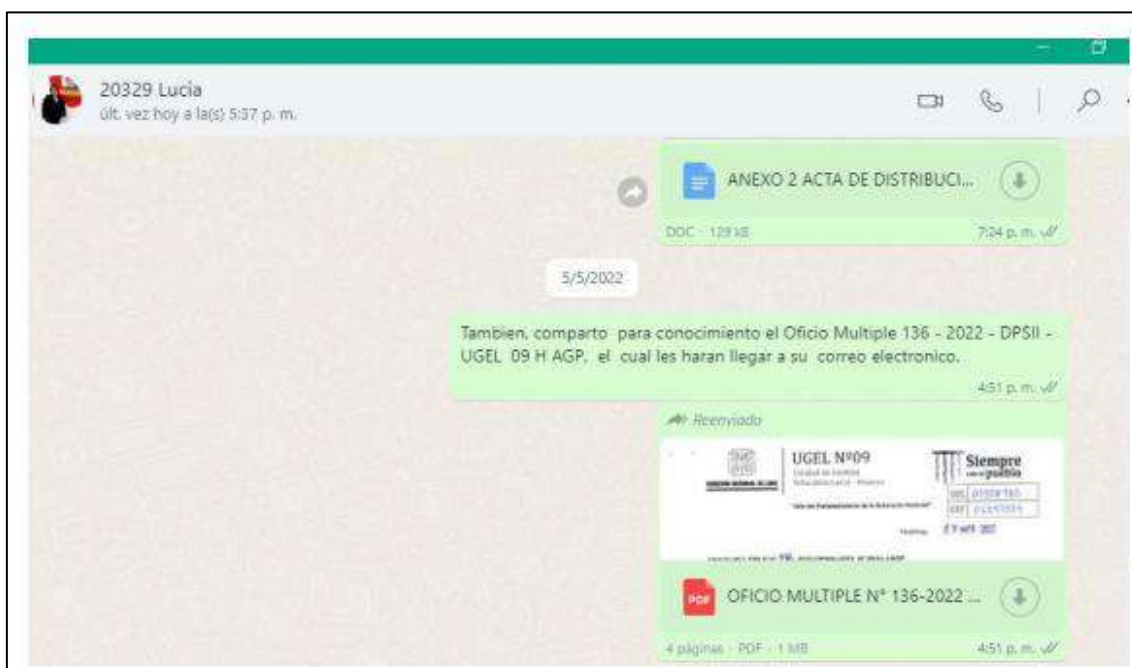 20329 Lucia
últ. vez hoy a la(s) 5:37 p. m.
ANEXO 2 ACTA DE DISTRIBUCI...
DOC · 129 kB
7:24 p. m.
5/5/2022
Tambien, comparto para conocimiento el Oficio Multiple 136 - 2022 - DPSII -
UGEL 09 H AGP, el cual les haran llegar a su correo electronico.
4:51 p. m.
Reenviado
UGEL Nº09
Siempre
con el pueblo
PDF
OFICIO MULTIPLE N° 136-2022 ...
4 páginas · PDF · 1 MB
4:51 p. m.